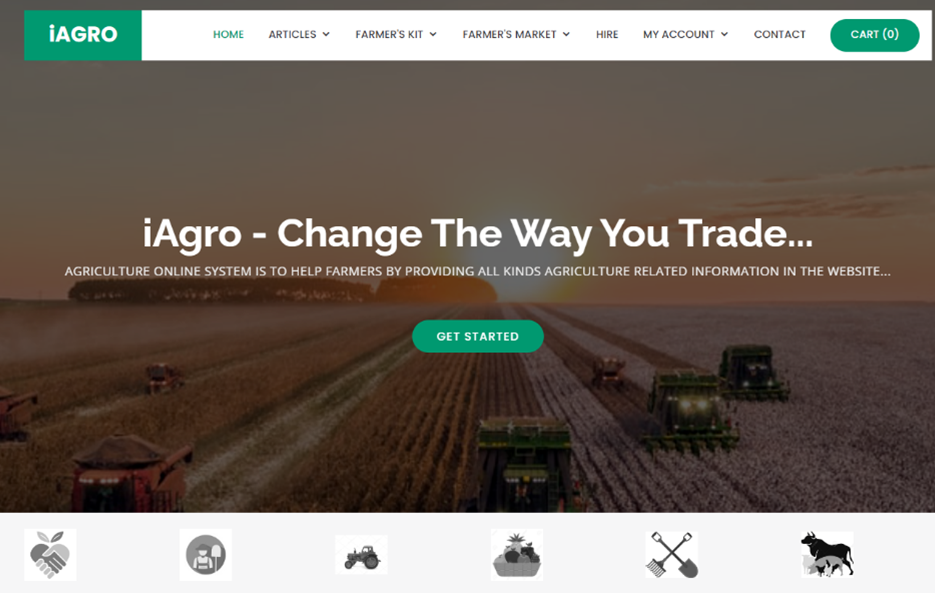 iAGRO
HOME ARTICLES FARMER'S KIT FARMER'S MARKET HIRE MY ACCOUNT CONTACT CART (0)
iAgro - Change The Way You Trade...
AGRICULTURE ONLINE SYSTEM IS TO HELP FARMERS BY PROVIDING ALL KINDS AGRICULTURE RELATED INFORMATION IN THE WEBSITE...
GET STARTED